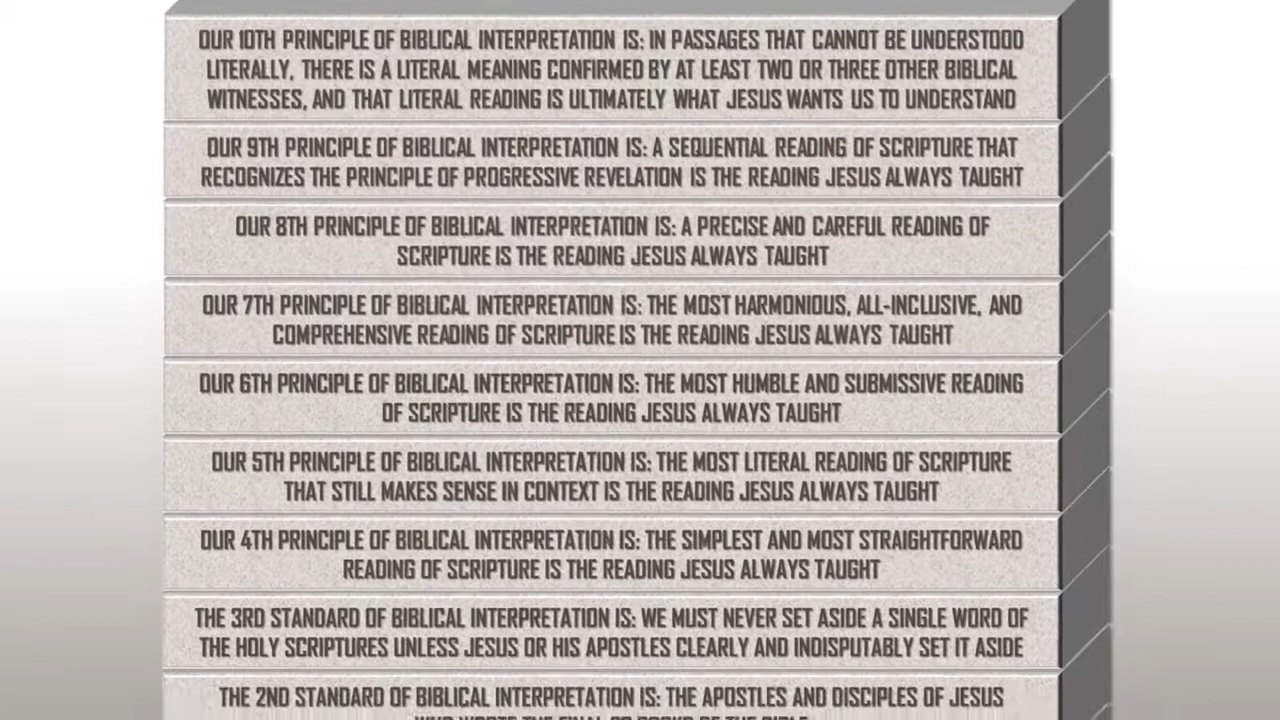 OUR 10TH PRINCIPLE OF BIBLICAL INTERPRETATION IS: IN PASSAGES THAT CANNOT BE UNDERSTOOD
LITERALLY, THERE IS A LITERAL MEANING CONFIRMED BY AT LEAST TWO OR THREE OTHER BIBLICAL
WITNESSES, AND THAT LITERAL READING IS ULTIMATELY WHAT JESUS WANTS US TO UNDERSTAND
OUR 9TH PRINCIPLE OF BIBLICAL INTERPRETATION IS: A SEQUENTIAL READING OF SCRIPTURE THAT
RECOGNIZES THE PRINCIPLE OF PROGRESSIVE REVELATION IS THE READING JESUS ALWAYS TAUGHT
OUR 8TH PRINCIPLE OF BIBLICAL INTERPRETATION IS: A PRECISE AND CAREFUL READING OF
SCRIPTURE IS THE READING JESUS ALWAYS TAUGHT
OUR 7TH PRINCIPLE OF BIBLICAL INTERPRETATION IS: THE MOST HARMONIOUS, ALL-INCLUSIVE, AND
COMPREHENSIVE READING OF SCRIPTURE IS THE READING JESUS ALWAYS TAUGHT
OUR 6TH PRINCIPLE OF BIBLICAL INTERPRETATION IS: THE MOST HUMBLE AND SUBMISSIVE READING
OF SCRIPTURE IS THE READING JESUS ALWAYS TAUGHT
OUR 5TH PRINCIPLE OF BIBLICAL INTERPRETATION IS: THE MOST LITERAL READING OF SCRIPTURE
THAT STILL MAKES SENSE IN CONTEXT IS THE READING JESUS ALWAYS TAUGHT
OUR 4TH PRINCIPLE OF BIBLICAL INTERPRETATION IS: THE SIMPLEST AND MOST STRAIGHTFORWARD
READING OF SCRIPTURE IS THE READING JESUS ALWAYS TAUGHT
THE 3RD STANDARD OF BIBLICAL INTERPRETATION IS: WE MUST NEVER SET ASIDE A SINGLE WORD OF
THE HOLY SCRIPTURES UNLESS JESUS OR HIS APOSTLES CLEARLY AND INDISPUTABLY SET IT ASIDE
THE 2ND STANDARD OF BIBLICAL INTERPRETATION IS: THE APOSTLES AND DISCIPLES OF JESUS